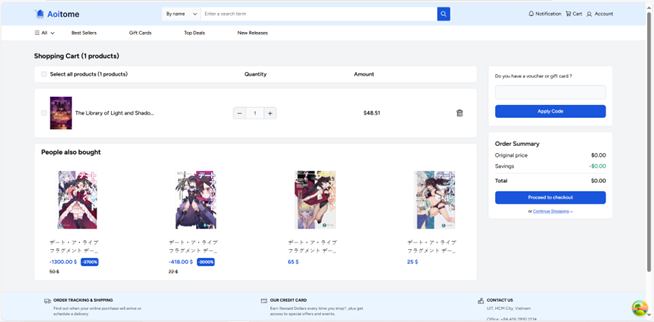 Aoitome
By name
Enter a search term
Notification
Cart
Account
All
Best Sellers
Gift Cards
Top Deals
New Releases
Shopping Cart (1 products)
Select all products (1 products)
Quantity
Amount
The Library of Light and Shado...
1
$48.51
Do you have a voucher or gift card ?
Apply Code
Order Summary
Original price
$0.00
Savings
-$0.00
Total
$0.00
Proceed to checkout
or Continue Shopping
People also bought
デート・ア・ライブ
フラグメント デー...
-1300.00 $
-2700%
50 $
デート・ア・ライブ
フラグメント デー...
-418.00 $
22 $
デート・ア・ライブ
フラグメント デー...
65 $
デート・ア・ライブ
フラグメント デー...
25 $
ORDER TRACKING & SHIPPING
Find out when your online purchase will arrive or
schedule a delivery
OUR CREDIT CARD
Earn Reward Dollars every time you shop", plus get
access to special offers and events.
CONTACT US
UIT, HCM City, Vietnam